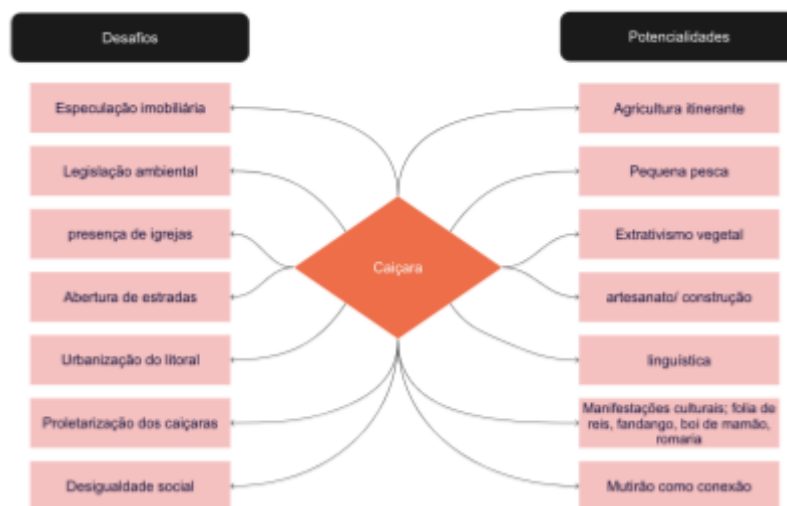 Desafios
Especulação imobiliária
Legislação ambiental
presença de igrejas
Abertura de estradas
Urbanização do litoral
Proletarização dos caiçaras
Desigualdade social
Caiçara
Potencialidades
Agricultura itinerante
Pequena pesca
Extrativismo vegetal
artesanato/ construção
linguística
Manifestações culturais; folia de
reis, fandango, boi de mamão,
romaria
Mutirão como conexão